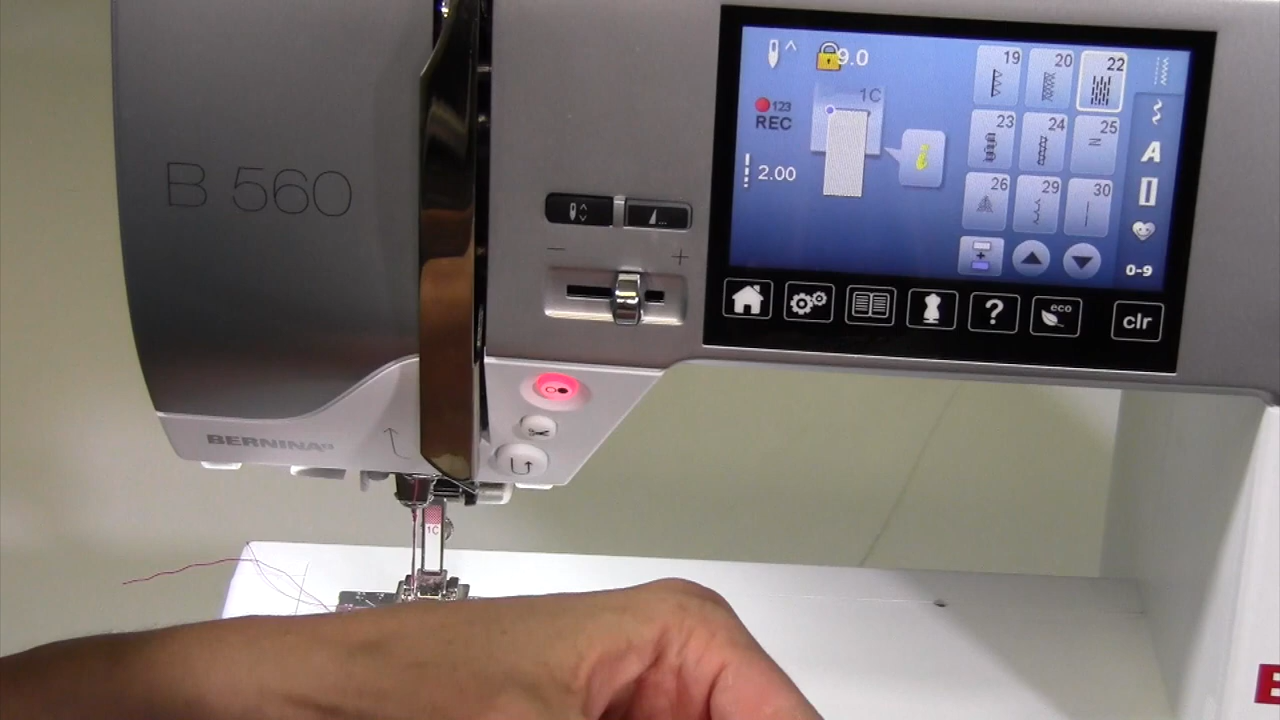 B 560
BERNINA
9.0
123
REC
2.00
1C
19
20
22
23
24
25
26
29
30
A
0-9
?
eco
clr
− +
1C